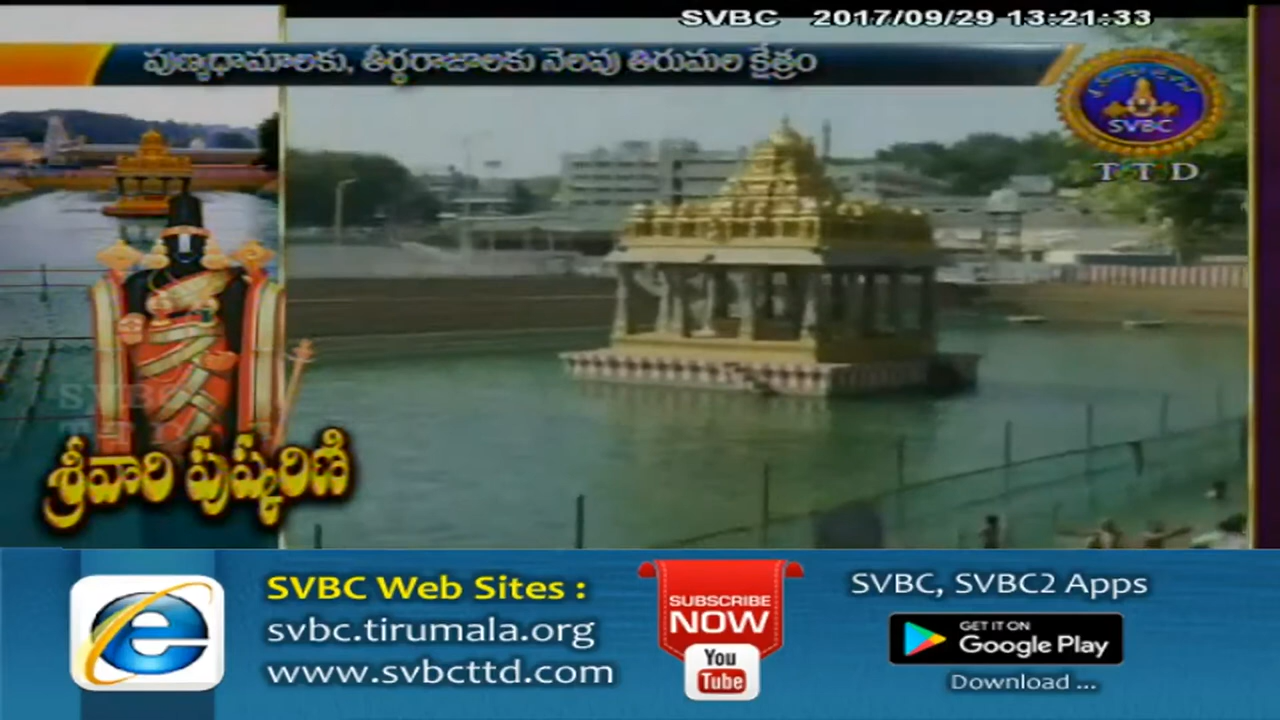 SVBC 2017/09/29 13:21:33
పుణ్యధామాలకు, తీర్థరాజాలకు నెలవు తిరుమల క్షేత్రం
SVBC
T T D
SVBC
శ్రీవారి పుష్కరిణి
SVBC Web Sites :
svbc.tirumala.org
www.svbcttd.com
SUBSCRIBE
NOW
You
Tube
SVBC, SVBC2 Apps
GET IT ON
Google Play
Download ...